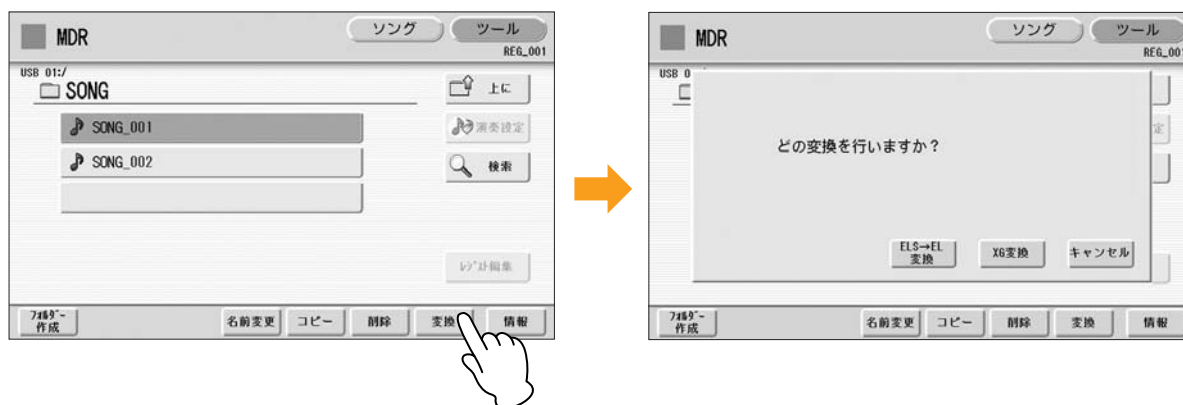 MDR
ソング
ツール
REG_001
USB 01:/
SONG
上に
SONG_001
演奏設定
SONG_002
検索
レジスト編集
フォルダー
作成
名前変更
コピー
削除
変換
情報
MDR
ソング
ツール
REG_001
USB 0
定
どの変換を行いますか？
ELS→EL
変換
XG変換
キャンセル
フォルダー
作成
名前変更
コピー
削除
変換
情報